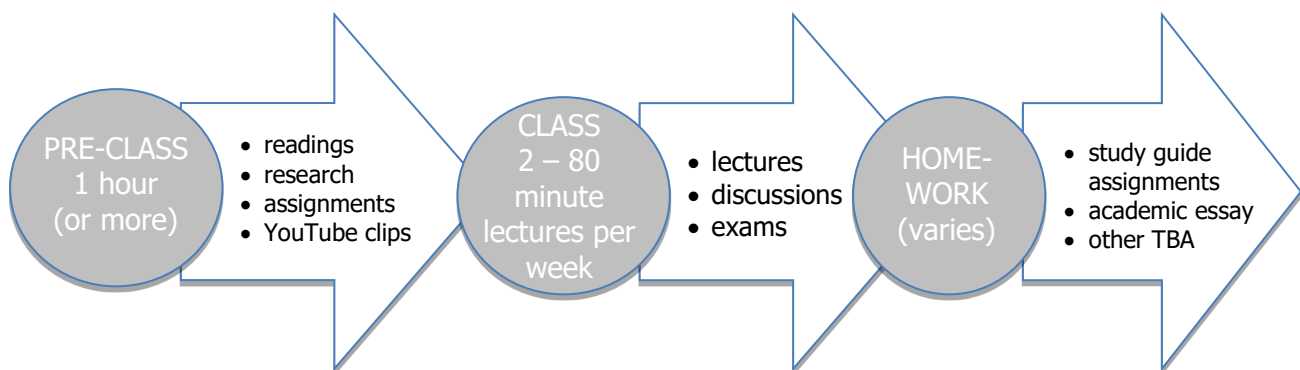 PRE-CLASS
1 hour
(or more)
• readings
• research
• assignments
• YouTube clips
CLASS
2 – 80
minute
lectures per
week
• lectures
• discussions
• exams
HOME-
WORK
(varies)
• study guide
assignments
• academic essay
• other TBA